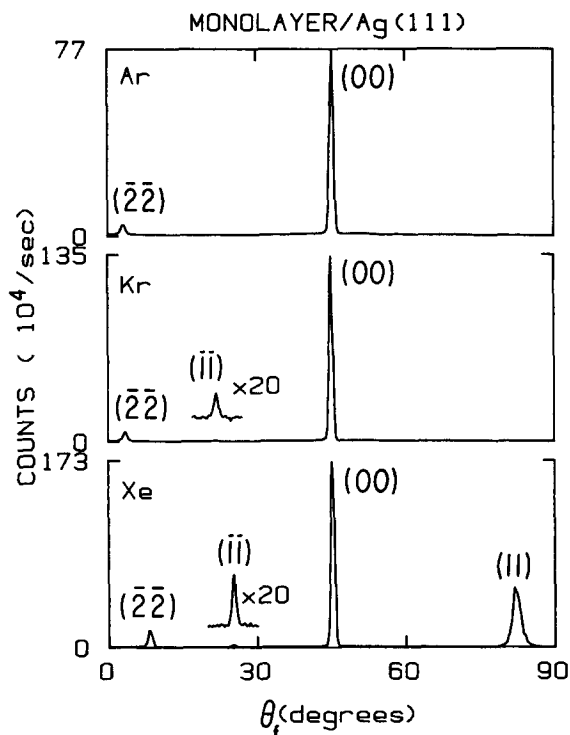 MONOLAYER/Ag(111)
77
Ar
(00)
(2̄2̄)
0
135
Kr
(00)
(1̄1̄)
×20
(2̄2̄)
0
173
Xe
(00)
(1̄1̄)
×20
(11)
(2̄2̄)
0
0 30 60 90
θf(degrees)
COUNTS ( 10⁴/sec)